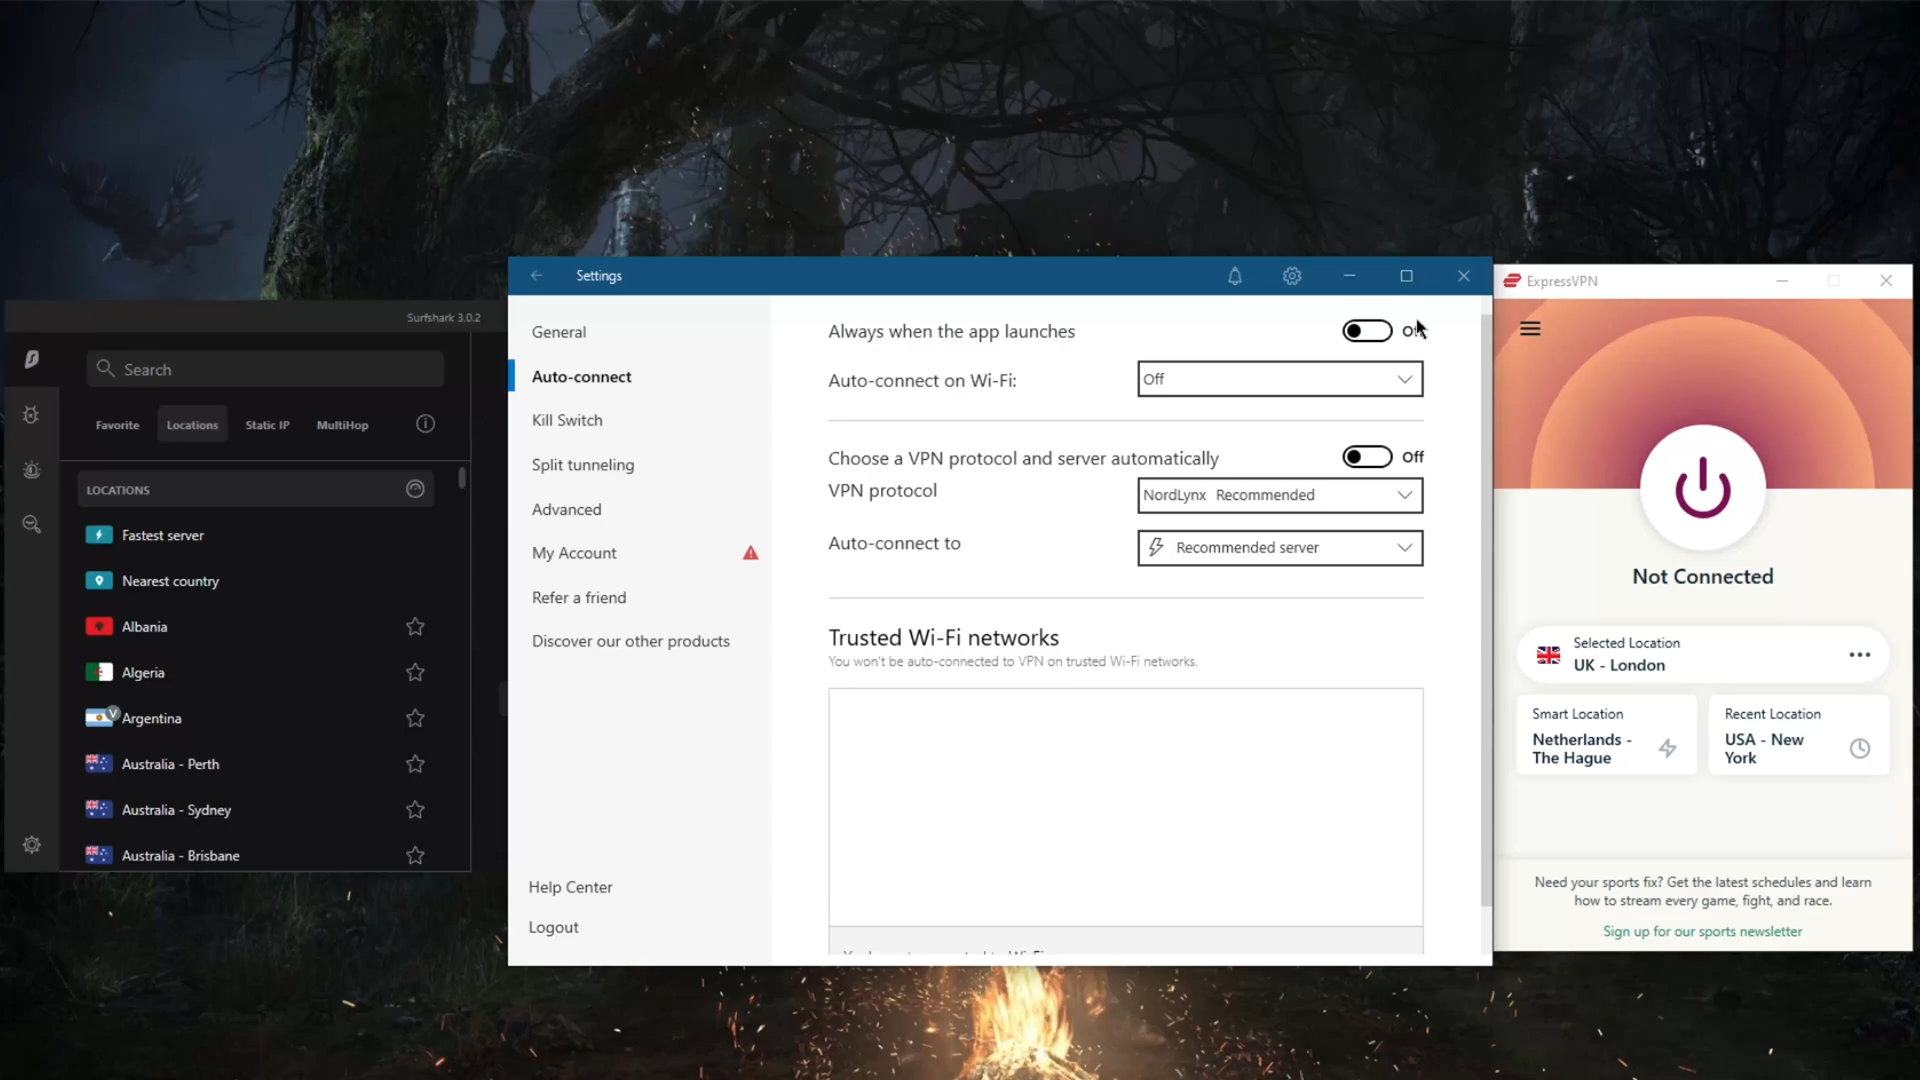 Surfshark 3.0.2
Search
Favorite
Locations
Static IP
MultiHop
LOCATIONS
Fastest server
Nearest country
Albania
Algeria
V
Argentina
Australia - Perth
Australia - Sydney
Australia - Brisbane
Settings
General
Auto-connect
Kill Switch
Split tunneling
Advanced
My Account
Refer a friend
Discover our other products
Help Center
Logout
Always when the app launches
Auto-connect on Wi-Fi:
Off
Choose a VPN protocol and server automatically
Off
VPN protocol
NordLynx Recommended
Auto-connect to
Recommended server
Trusted Wi-Fi networks
You won't be auto-connected to VPN on trusted Wi-Fi networks.
ExpressVPN
Not Connected
Selected Location
UK - London
Smart Location
Netherlands -
The Hague
Recent Location
USA - New
York
Need your sports fix? Get the latest schedules and learn
how to stream every game, fight, and race.
Sign up for our sports newsletter